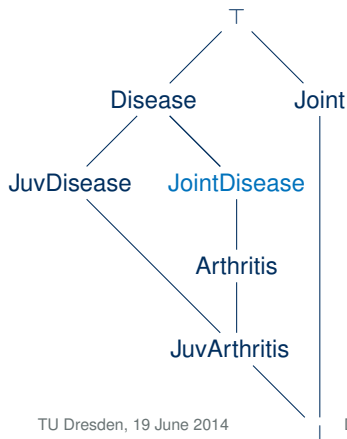 ⊤
Disease Joint
JuvDisease JointDisease
Arthritis
JuvArthritis
TU Dresden, 19 June 2014